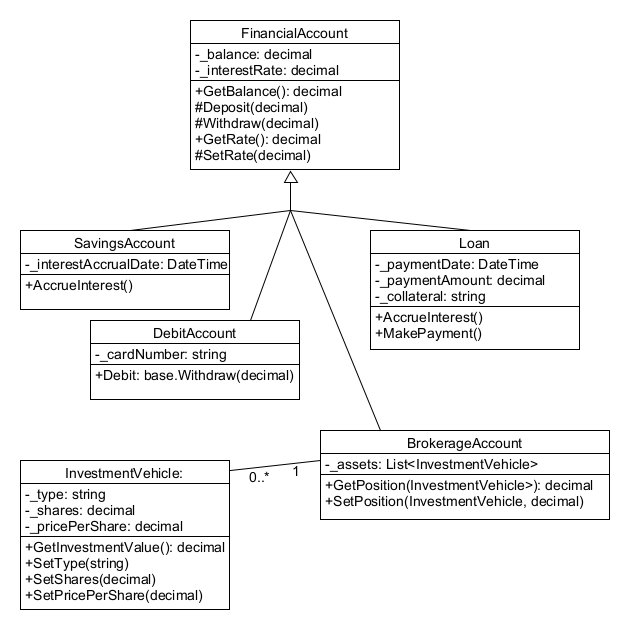 FinancialAccount
-_balance: decimal
-_interestRate: decimal
+GetBalance(): decimal
#Deposit(decimal)
#Withdraw(decimal)
+GetRate(): decimal
#SetRate(decimal)
SavingsAccount
-_interestAccrualDate: DateTime
+AccrueInterest()
Loan
-_paymentDate: DateTime
-_paymentAmount: decimal
-_collateral: string
+AccrueInterest()
+MakePayment()
DebitAccount
-_cardNumber: string
+Debit: base.Withdraw(decimal)
BrokerageAccount
-_assets: List<InvestmentVehicle>
+GetPosition(InvestmentVehicle>): decimal
+SetPosition(InvestmentVehicle, decimal)
0..*
1
InvestmentVehicle:
-_type: string
-_shares: decimal
-_pricePerShare: decimal
+GetInvestmentValue(): decimal
+SetType(string)
+SetShares(decimal)
+SetPricePerShare(decimal)